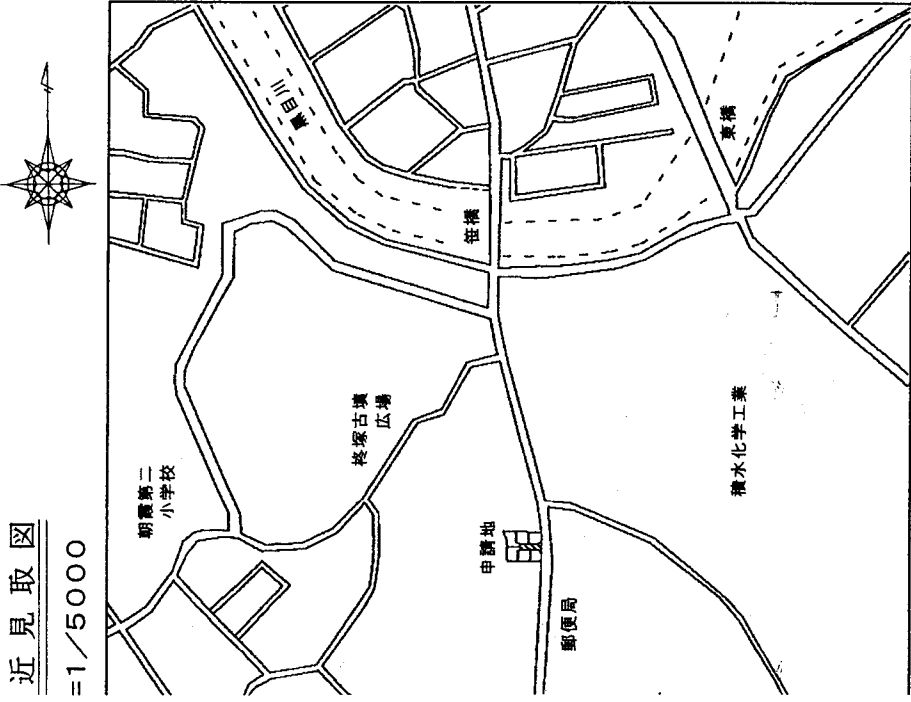 近見取図
=1/5000
黒目川
笹橋
東橋
柊塚古墳
広場
朝霞第二
小学校
積水化学工業
申請地
郵便局